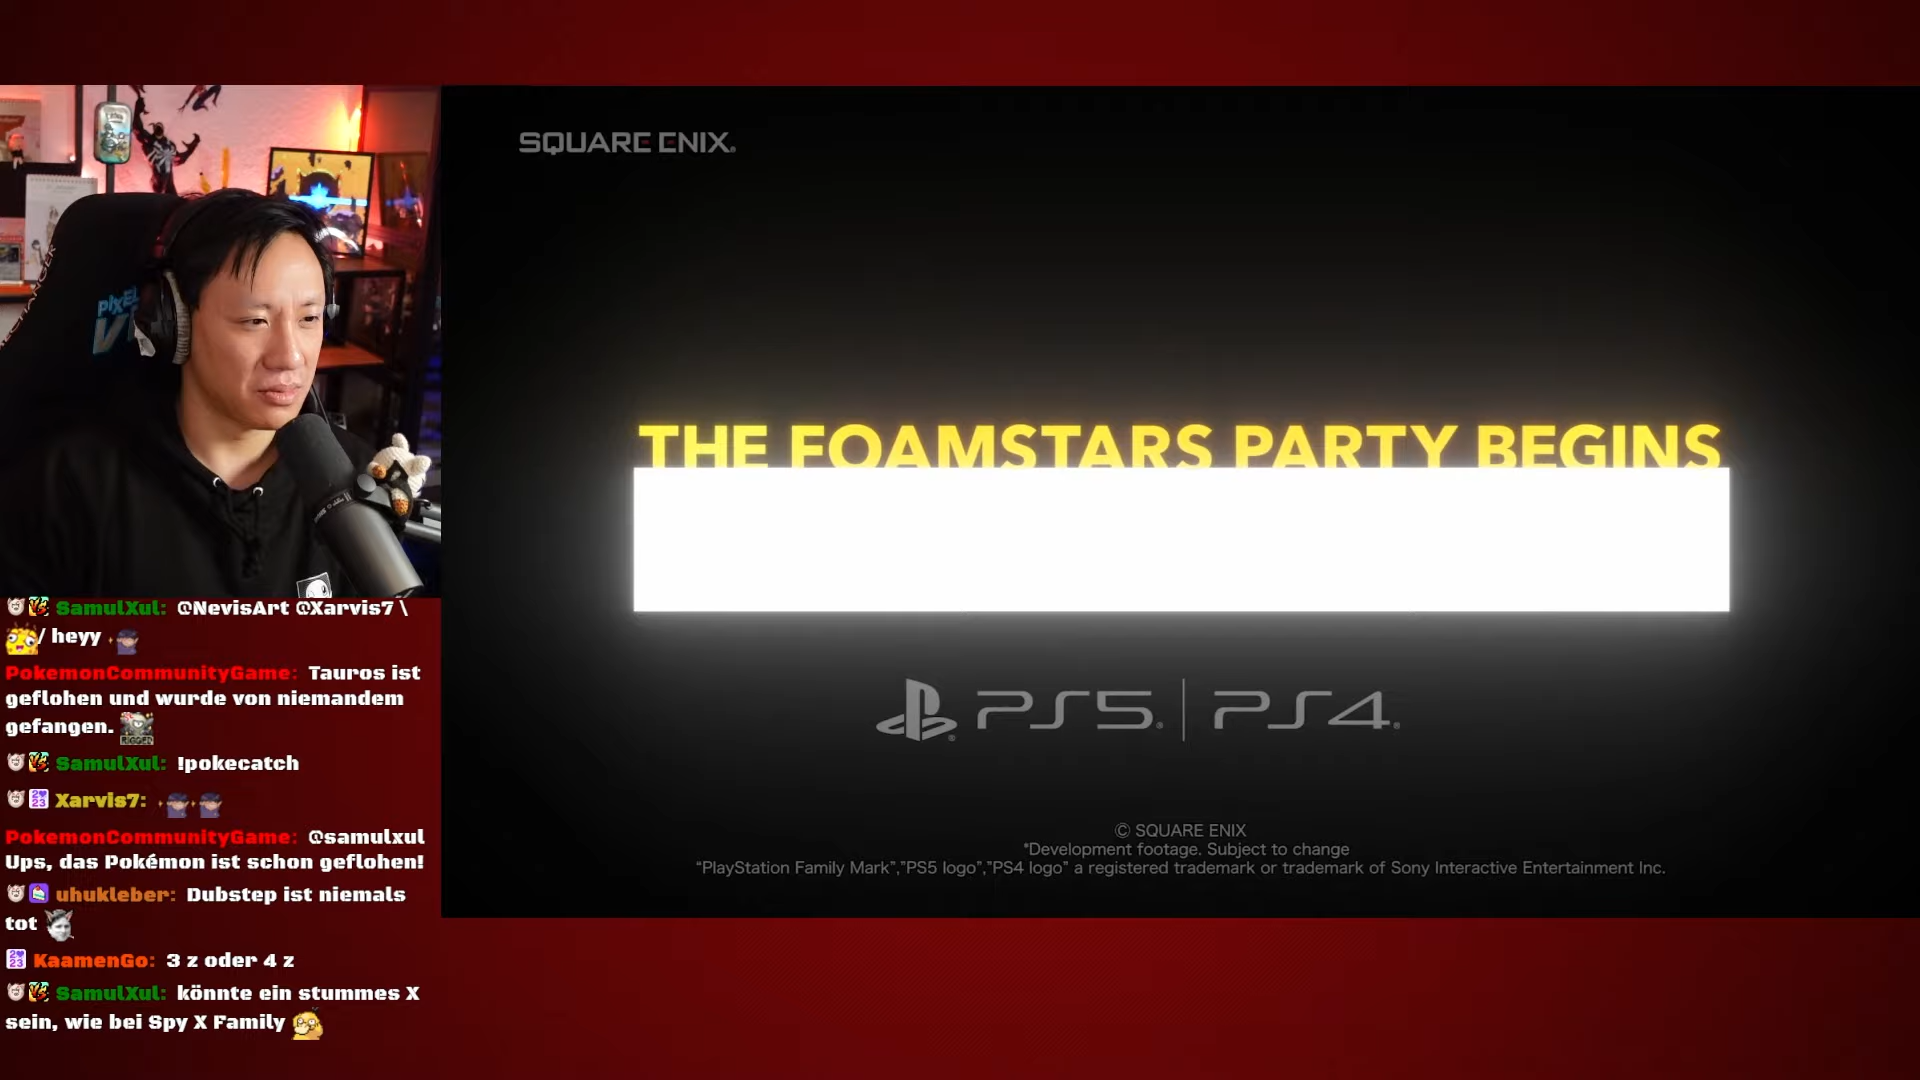 SQUARE ENIX
THE FOAMSTARS PARTY BEGINS
PS5 | PS4
© SQUARE ENIX
*Development footage. Subject to change
“PlayStation Family Mark”,”PS5 logo”,”PS4 logo” a registered trademark or trademark of Sony Interactive Entertainment Inc.
PIXEL
SamulXul: @NevisArt @Xarvis7 \
/ heyy
PokemonCommunityGame: Tauros ist
geflohen und wurde von niemandem
gefangen.
SamulXul: !pokecatch
Xarvis7:
PokemonCommunityGame: @samulxul
Ups, das Pokémon ist schon geflohen!
uhukleber: Dubstep ist niemals
tot
KaamenGo: 3 z oder 4 z
SamulXul: könnte ein stummes X
sein, wie bei Spy X Family